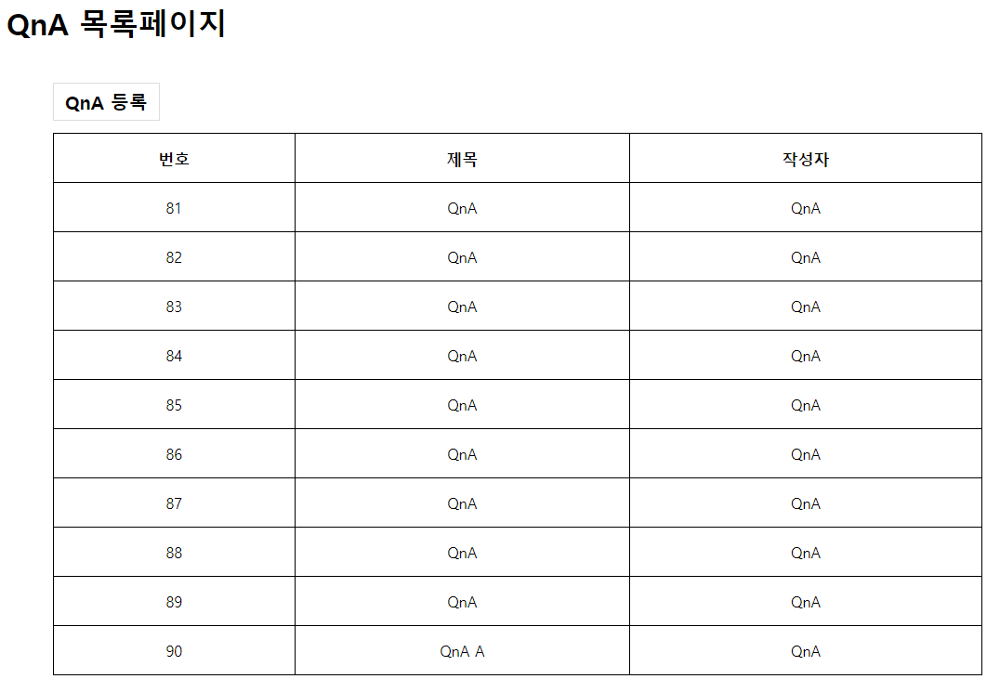 QnA 목록페이지
QnA 등록
번호 제목 작성자
81 QnA QnA
82 QnA QnA
83 QnA QnA
84 QnA QnA
85 QnA QnA
86 QnA QnA
87 QnA QnA
88 QnA QnA
89 QnA QnA
90 QnA A QnA